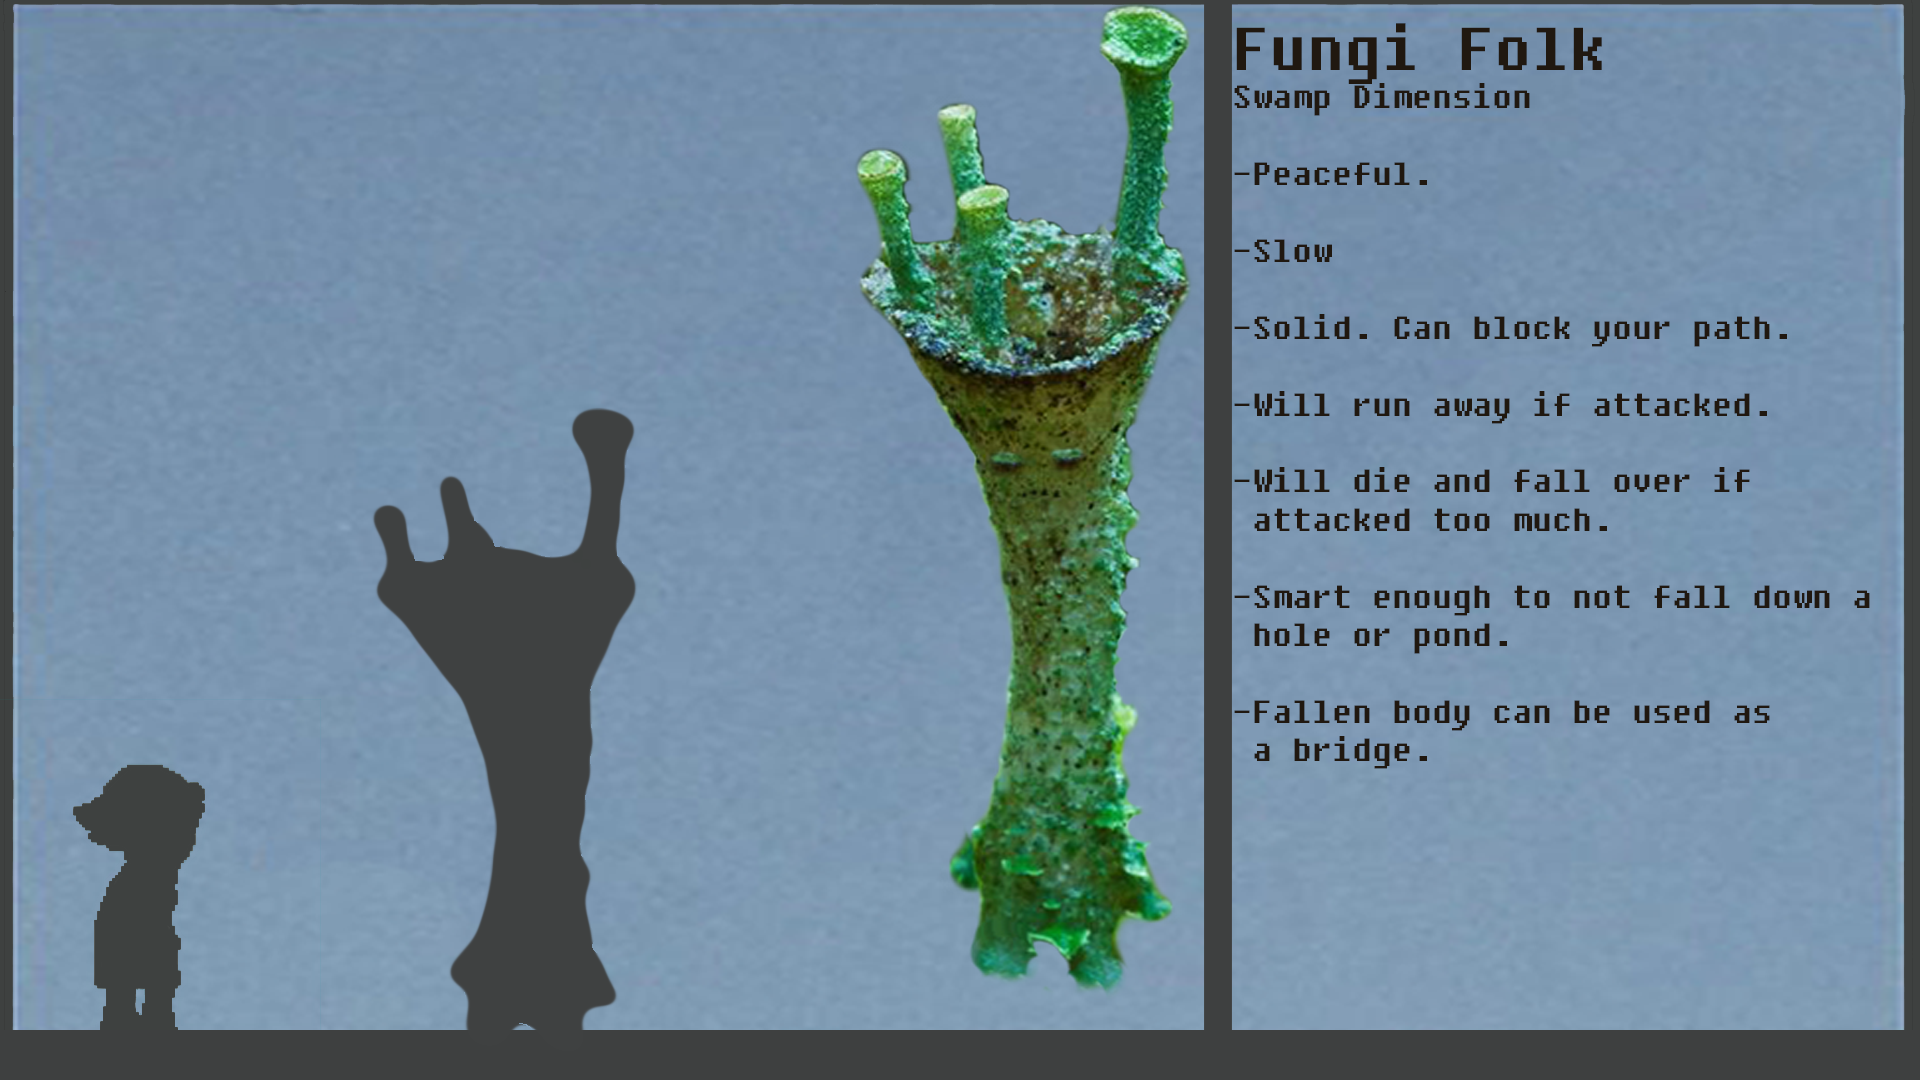 Fungi Folk
Swamp Dimension
-Peaceful.
-Slow
-Solid. Can block your path.
-Will run away if attacked.
-Will die and fall over if
attacked too much.
-Smart enough to not fall down a
hole or pond.
-Fallen body can be used as
a bridge.